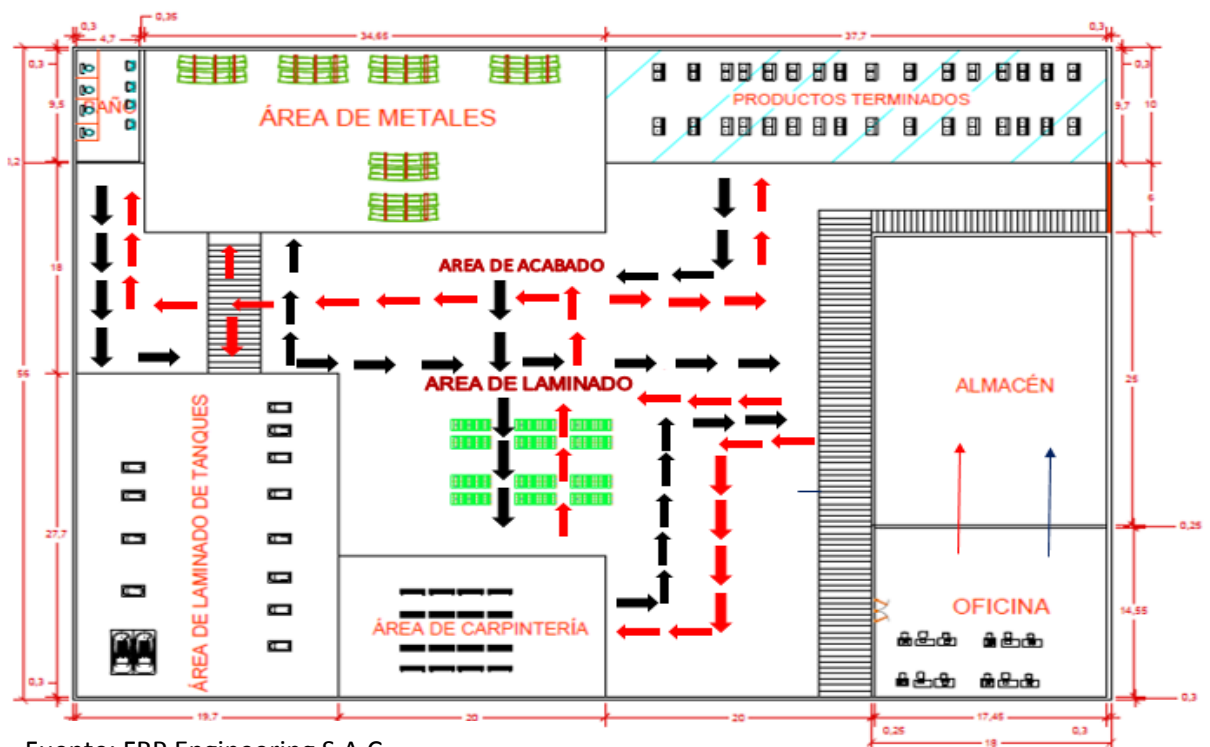 0,35
0,3
4,7
34,65
37,7
0,3
0,3
9,5
BAÑO
ÁREA DE METALES
PRODUCTOS TERMINADOS
0,3
9,7
10
6
18
AREA DE ACABADO
56
AREA DE LAMINADO
ALMACÉN
25
ÁREA DE LAMINADO DE TANQUES
27,7
0,25
ÁREA DE CARPINTERÍA
OFICINA
14,55
0,3
0,3
19,7
20
20
17,45
0,25
0,3
18
Fuente: FRP Engineering S.A.C